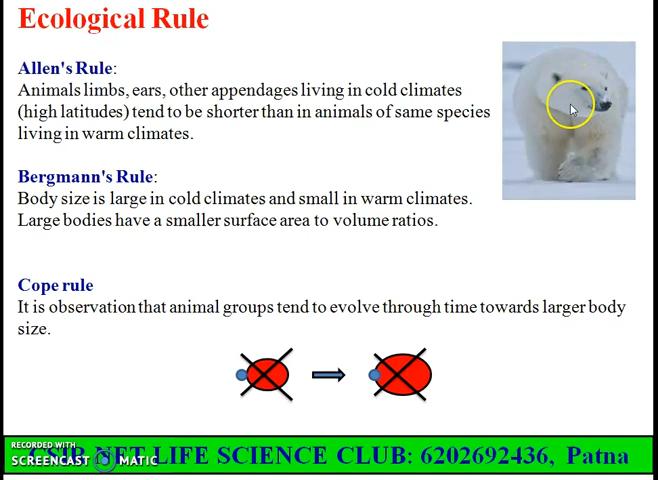 Ecological Rule
Allen's Rule:
Animals limbs, ears, other appendages living in cold climates
(high latitudes) tend to be shorter than in animals of same species
living in warm climates.
Bergmann's Rule:
Body size is large in cold climates and small in warm climates.
Large bodies have a smaller surface area to volume ratios.
Cope rule
It is observation that animal groups tend to evolve through time towards larger body
size.
RECORDED WITH
SCREENCAST MATIC
CSIR NET LIFE SCIENCE CLUB: 6202692436, Patna